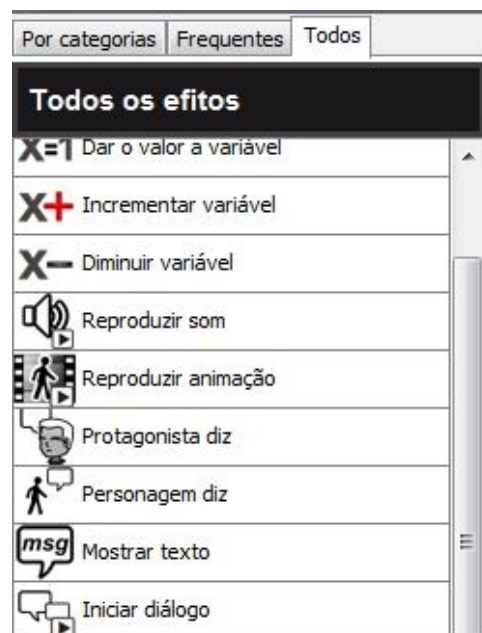 Por categorias Frequentes Todos
Todos os efitos
X=1 Dar o valor a variável
X+ Incrementar variável
X− Diminuir variável
Reproduzir som
Reproduzir animação
Protagonista diz
Personagem diz
msg Mostrar texto
Iniciar diálogo